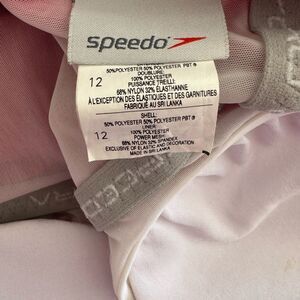 speedo
50%POLYESTER 50%POLYESTER PBT®
DOUBLURE:
12
100% POLYESTER
PUISSANCE TREILLI:
68% NYLON 32% ÉLASTHANNE
À L'EXCEPTION DES ÉLASTIQUES ET DES GARNITURES
FABRIQUÉ AU SRI LANKA
SHELL:
50% POLYESTER 50% POLYESTER PBT®
LINER:
12
100% POLYESTER
POWER MESH:
68% NYLON 32% SPANDEX
EXCLUSIVE OF ELASTIC AND DECORATION
MADE IN SRI LANKA